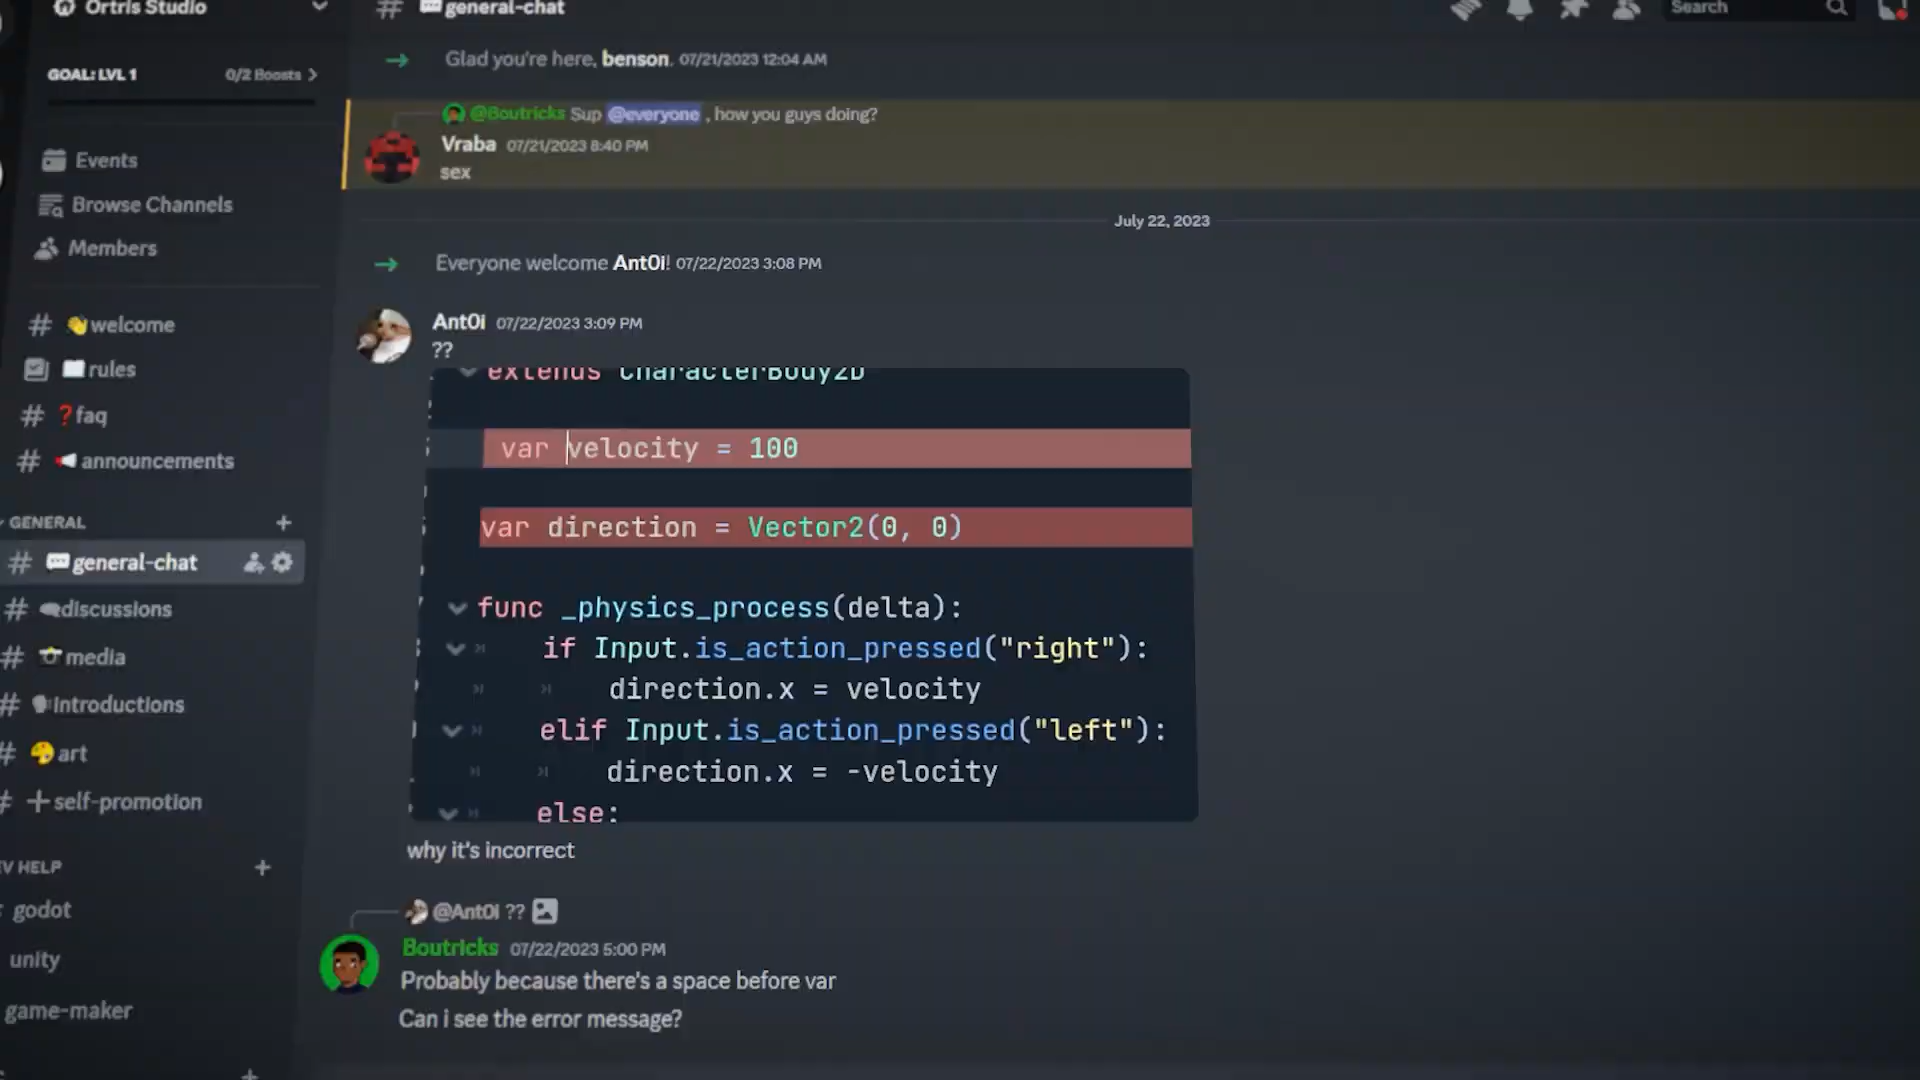 Ortris Studio
GOAL: LVL 1
0/2 Boosts
Events
Browse Channels
Members
# 👋welcome
rules
# ❓faq
# announcements
GENERAL
# general-chat
# discussions
# media
# introductions
# 🎨art
# self-promotion
HELP
godot
unity
game-maker
# general-chat
Search
Glad you're here, benson. 07/21/2023 12:04 AM
@Boutricks Sup @everyone , how you guys doing?
Vraba 07/21/2023 8:40 PM
sex
July 22, 2023
Everyone welcome Ant0i! 07/22/2023 3:08 PM
Ant0i 07/22/2023 3:09 PM
??
extends CharacterBody2D
var velocity = 100
var direction = Vector2(0, 0)
func _physics_process(delta):
if Input.is_action_pressed("right"):
direction.x = velocity
elif Input.is_action_pressed("left"):
direction.x = -velocity
else:
why it's incorrect
@Ant0i ??
Boutricks 07/22/2023 5:00 PM
Probably because there's a space before var
Can i see the error message?